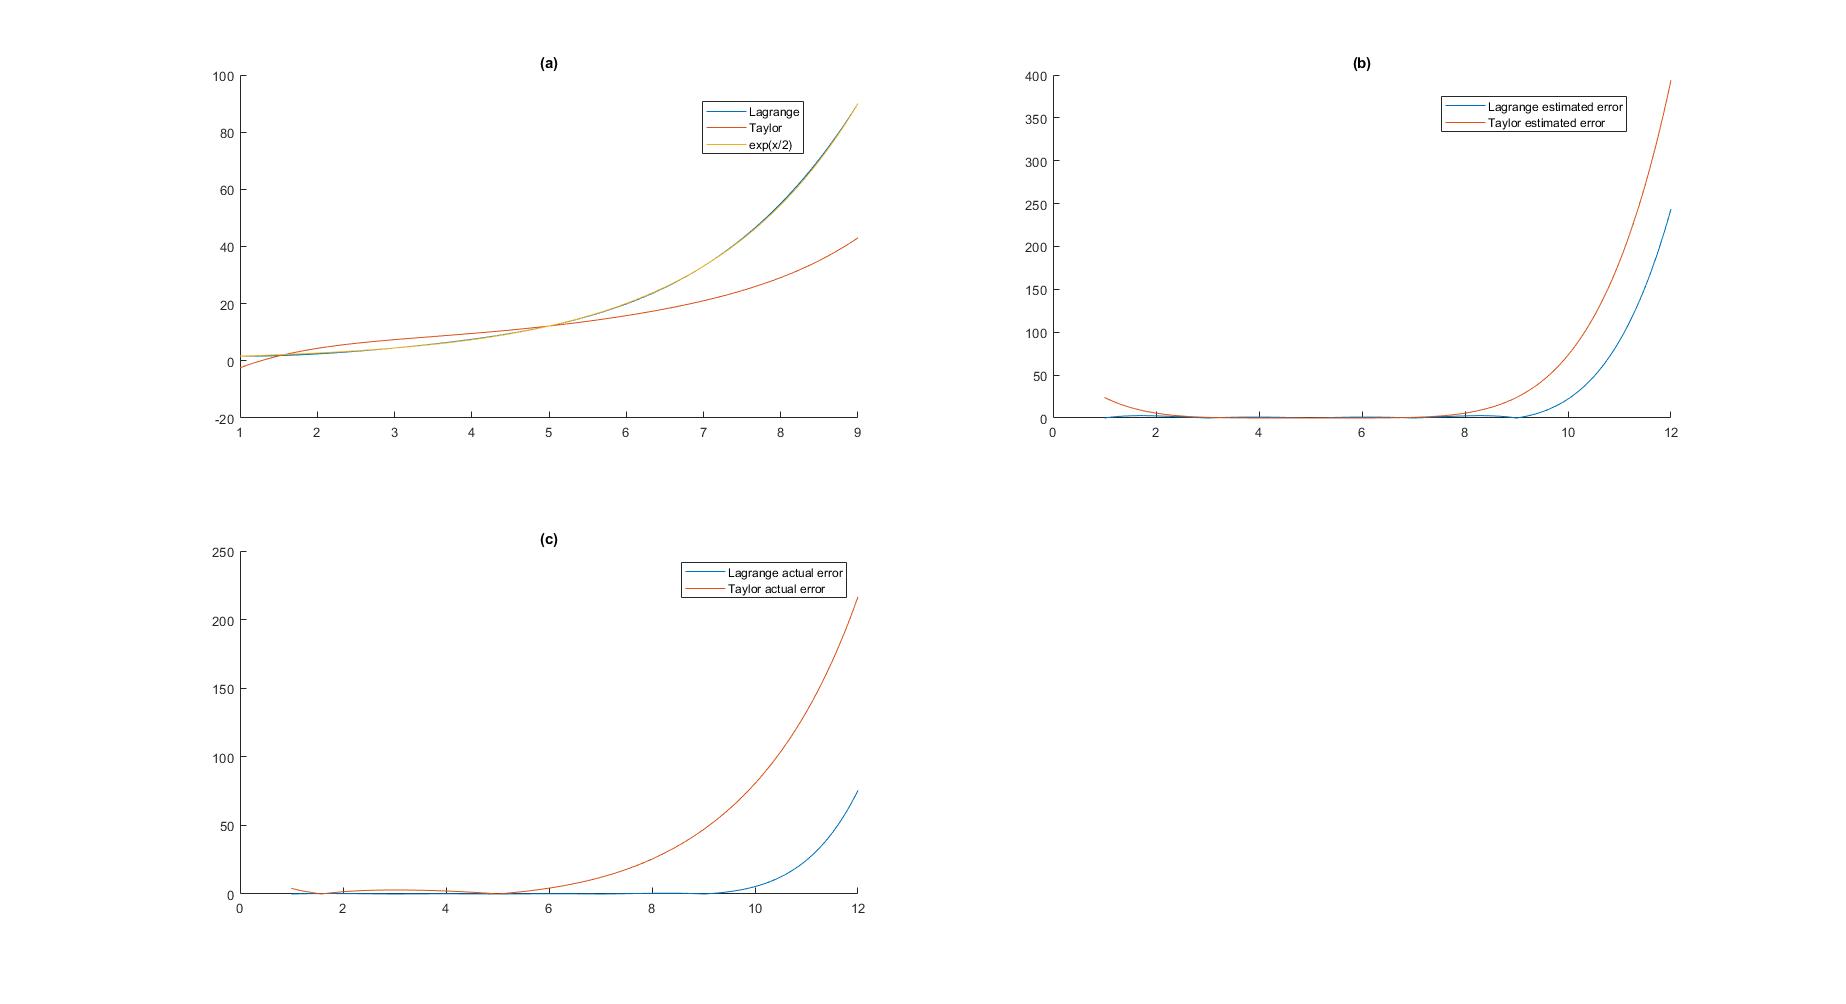 (a)
100
80
60
40
20
0
-20
1 2 3 4 5 6 7 8 9
Lagrange
Taylor
exp(x/2)
(b)
400
350
300
250
200
150
100
50
0
0 2 4 6 8 10 12
Lagrange estimated error
Taylor estimated error
(c)
250
200
150
100
50
0
0 2 4 6 8 10 12
Lagrange actual error
Taylor actual error